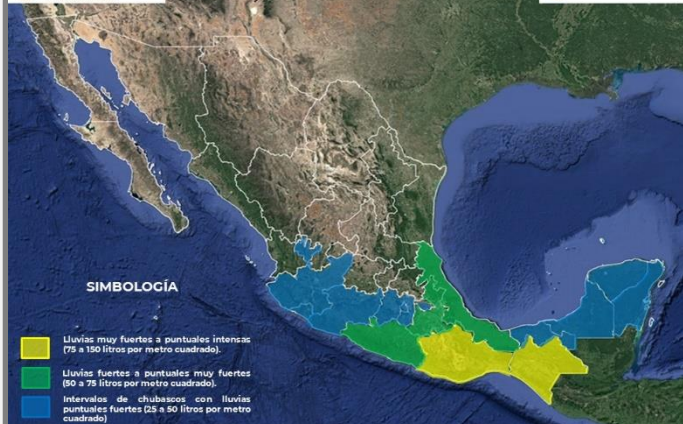 SIMBOLOGÍA
Lluvias muy fuertes a puntuales intensas
(75 a 150 litros por metro cuadrado).
Lluvias fuertes a puntuales muy fuertes
(50 a 75 litros por metro cuadrado).
Intervalos de chubascos con lluvias
puntuales fuertes (25 a 50 litros por metro
cuadrado)